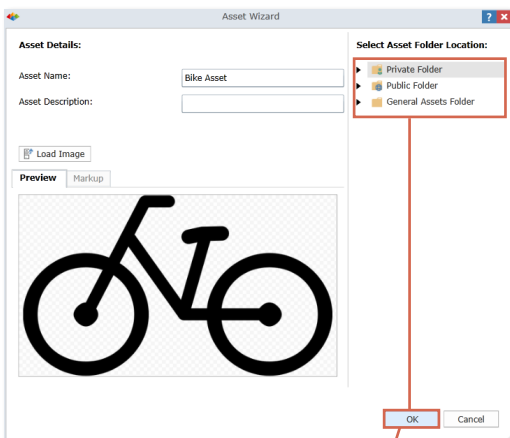 Asset Wizard
? x
Asset Details:
Asset Name:
Bike Asset
Asset Description:
Load Image
Preview
Markup
Select Asset Folder Location:
Private Folder
Public Folder
General Assets Folder
OK
Cancel